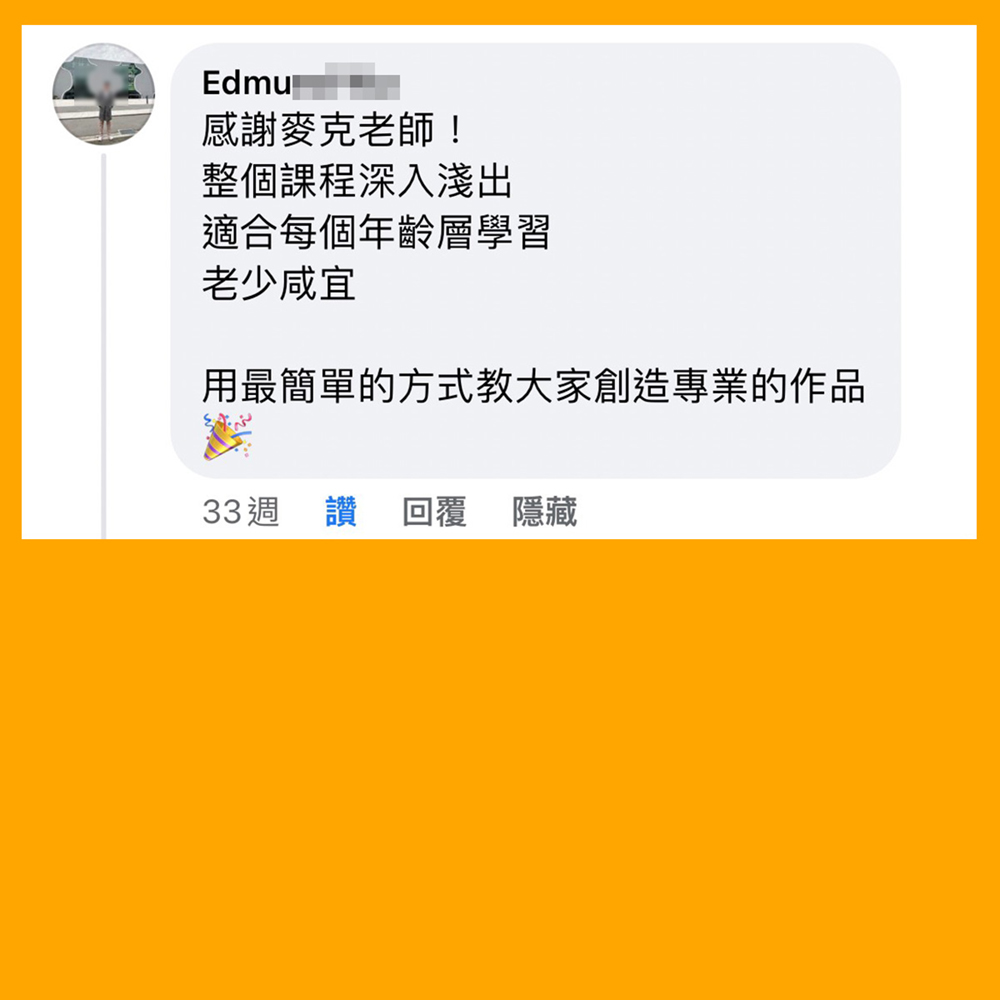 Edmu
感謝麥克老師！
整個課程深入淺出
適合每個年齡層學習
老少咸宜
用最簡單的方式教大家創造專業的作品
🎉
33週 讚 回覆 隱藏